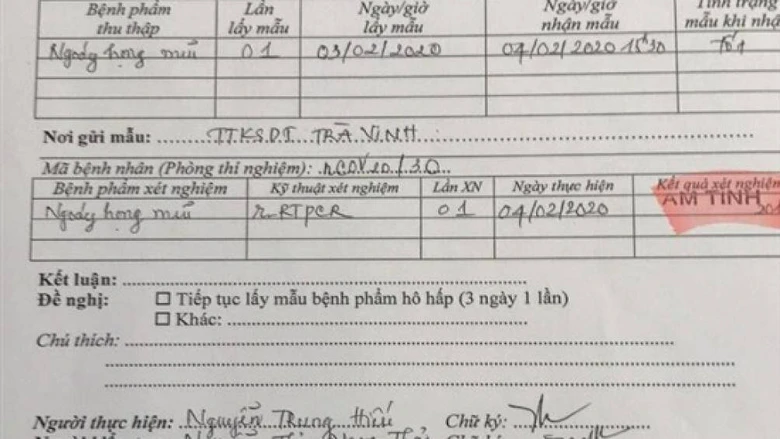 Bệnh phẩm thu thập Lần lấy mẫu Ngày/giờ lấy mẫu Ngày/giờ nhận mẫu Tình trạng mẫu khi nhận
Ngoáy họng mũi 01 03/02/2020 04/02/2020 15h30 Tốt
Nơi gửi mẫu: TTKSDT TRÀ VINH
Mã bệnh nhân (Phòng thí nghiệm): nCOV20/30
Bệnh phẩm xét nghiệm Kỹ thuật xét nghiệm Lần XN Ngày thực hiện Kết quả xét nghiệm
Ngoáy họng mũi rRTPCR 01 04/02/2020 ÂM TÍNH
Kết luận:
Đề nghị: ☐ Tiếp tục lấy mẫu bệnh phẩm hô hấp (3 ngày 1 lần)
☐ Khác:
Chú thích:
Người thực hiện: Nguyễn Trung Hiếu Chữ ký: